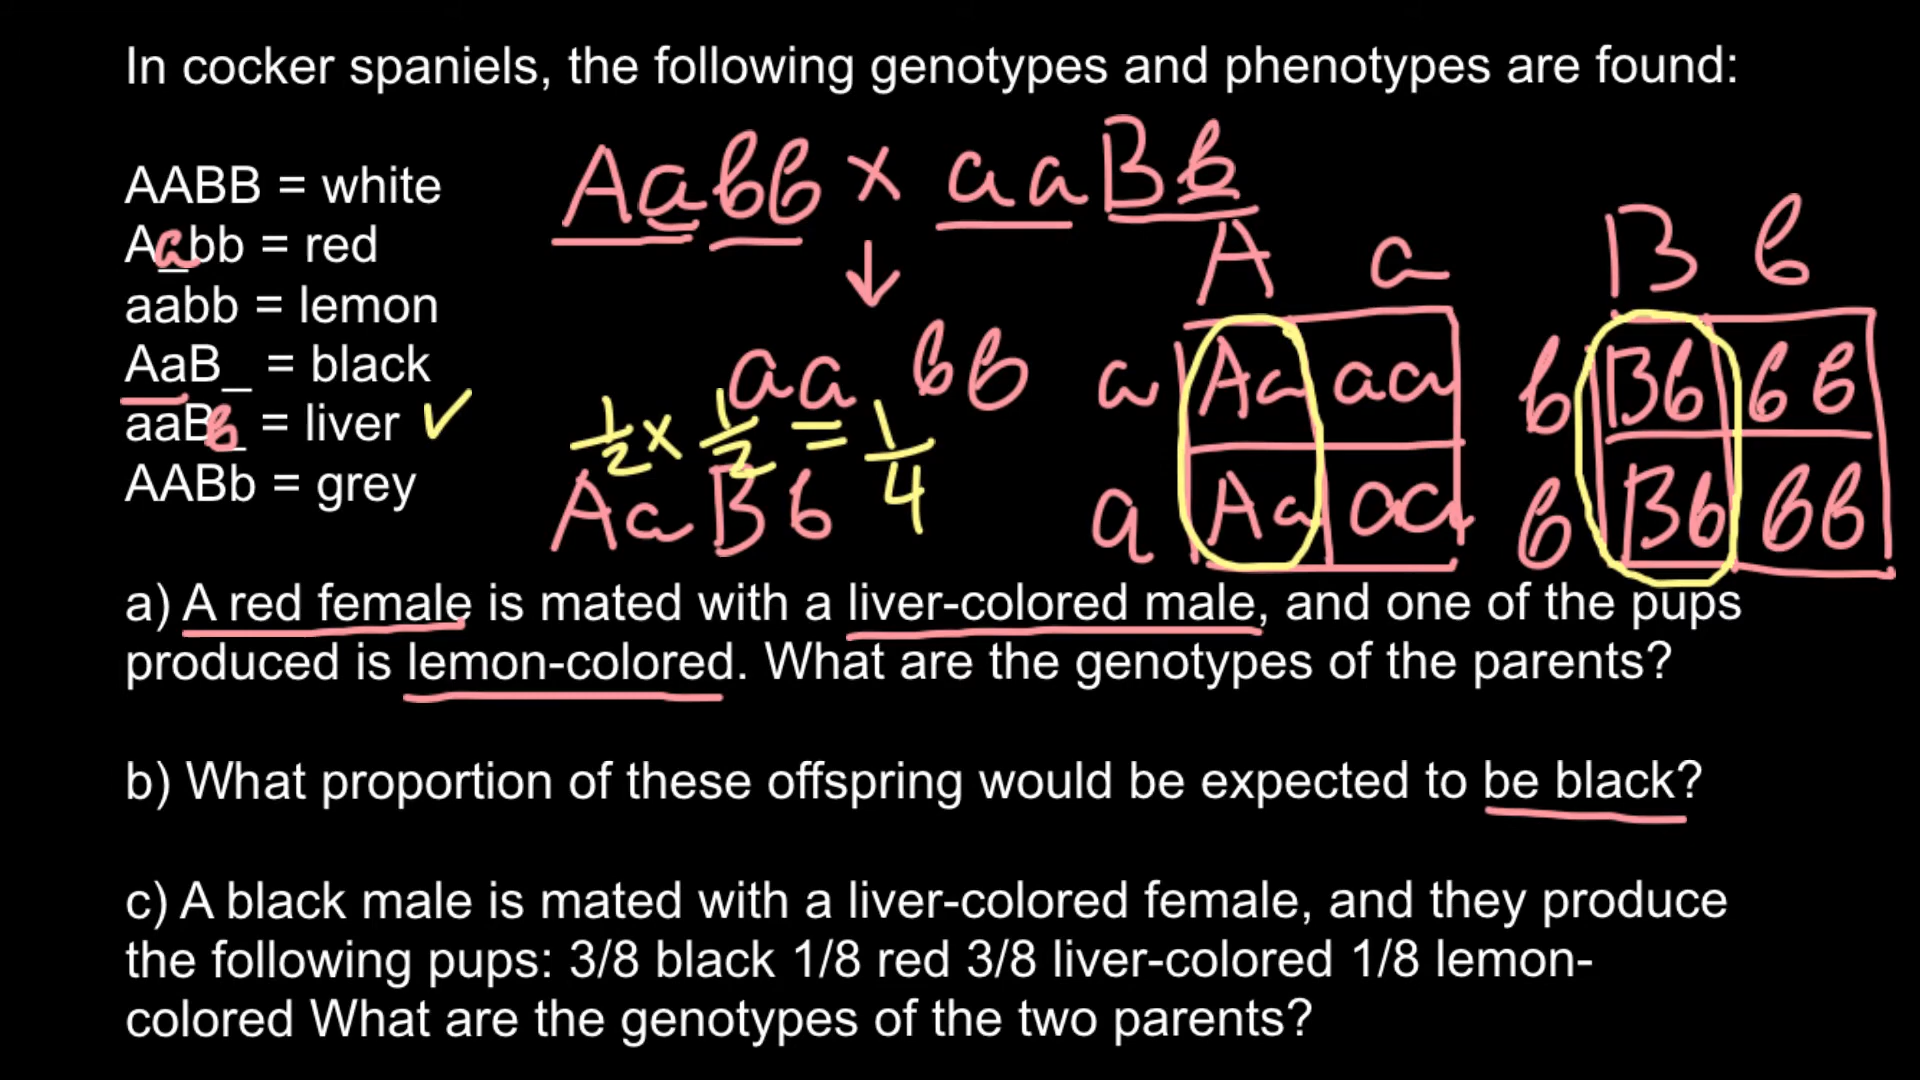 In cocker spaniels, the following genotypes and phenotypes are found:
Aabb × aaBb
AABB = white
Aabb = red
aabb = lemon
AaB_ = black
aaBb = liver ✓
AABb = grey
↓
aa bb
1/2 × 1/2 = 1/4
AaBb
A a
a Aa aa
a Aa aa
B b
b Bb bb
b Bb bb
a) A red female is mated with a liver-colored male, and one of the pups
produced is lemon-colored. What are the genotypes of the parents?
b) What proportion of these offspring would be expected to be black?
c) A black male is mated with a liver-colored female, and they produce
the following pups: 3/8 black 1/8 red 3/8 liver-colored 1/8 lemon-
colored What are the genotypes of the two parents?